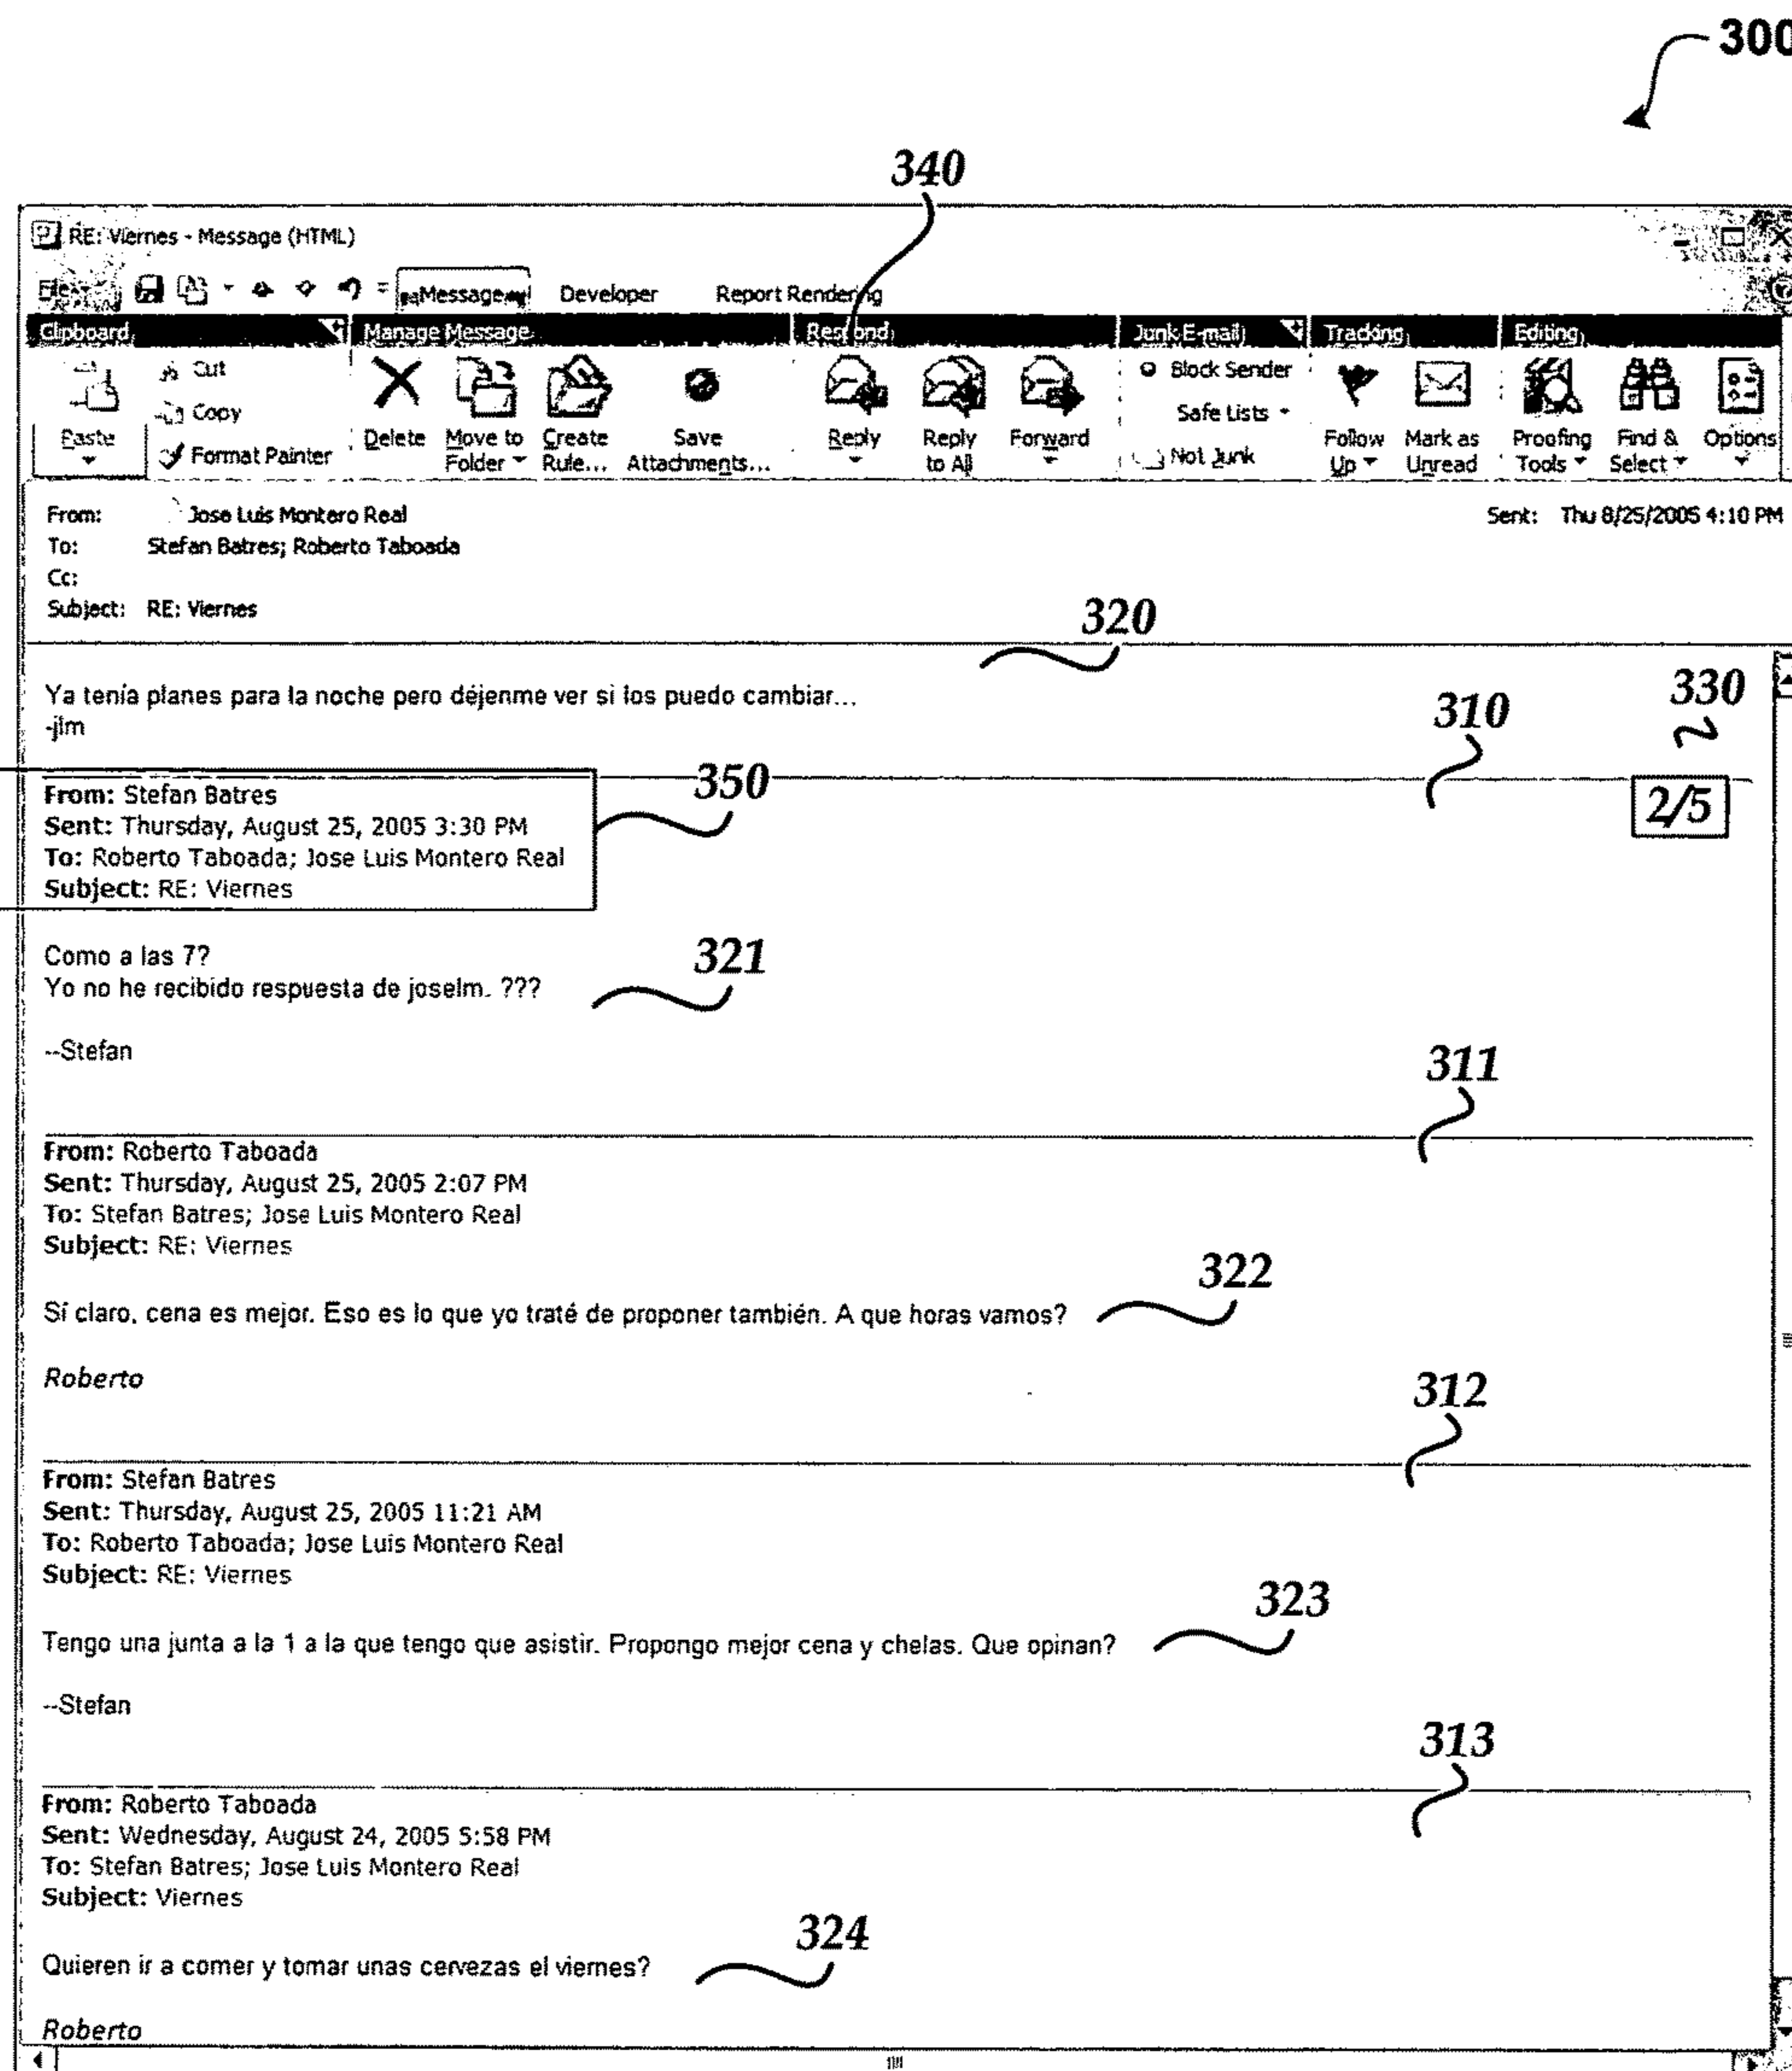 300
340
RE: Viernes - Message (HTML)
File Message Developer Report Rendering
Clipboard Manage Message Respond Junk E-mail Tracking Editing
Cut Block Sender
Copy Safe Lists
Paste Format Painter Delete Move to Folder Create Rule... Save Attachments... Reply Reply to All Forward Not Junk Follow Up Mark as Unread Proofing Tools Find & Select Options
From: Jose Luis Montero Real Sent: Thu 8/25/2005 4:10 PM
To: Stefan Batres; Roberto Taboada
Cc:
Subject: RE: Viernes
320
Ya tenía planes para la noche pero déjenme ver si los puedo cambiar...
-jlm
310
330
350
From: Stefan Batres
2/5
Sent: Thursday, August 25, 2005 3:30 PM
To: Roberto Taboada; Jose Luis Montero Real
Subject: RE: Viernes
Como a las 7?
321
Yo no he recibido respuesta de joselm. ???
--Stefan
311
From: Roberto Taboada
Sent: Thursday, August 25, 2005 2:07 PM
To: Stefan Batres; Jose Luis Montero Real
Subject: RE: Viernes
322
Sí claro, cena es mejor. Eso es lo que yo traté de proponer también. A que horas vamos?
Roberto
312
From: Stefan Batres
Sent: Thursday, August 25, 2005 11:21 AM
To: Roberto Taboada; Jose Luis Montero Real
Subject: RE: Viernes
323
Tengo una junta a la 1 a la que tengo que asistir. Propongo mejor cena y chelas. Que opinan?
--Stefan
313
From: Roberto Taboada
Sent: Wednesday, August 24, 2005 5:58 PM
To: Stefan Batres; Jose Luis Montero Real
Subject: Viernes
324
Quieren ir a comer y tomar unas cervezas el viernes?
Roberto